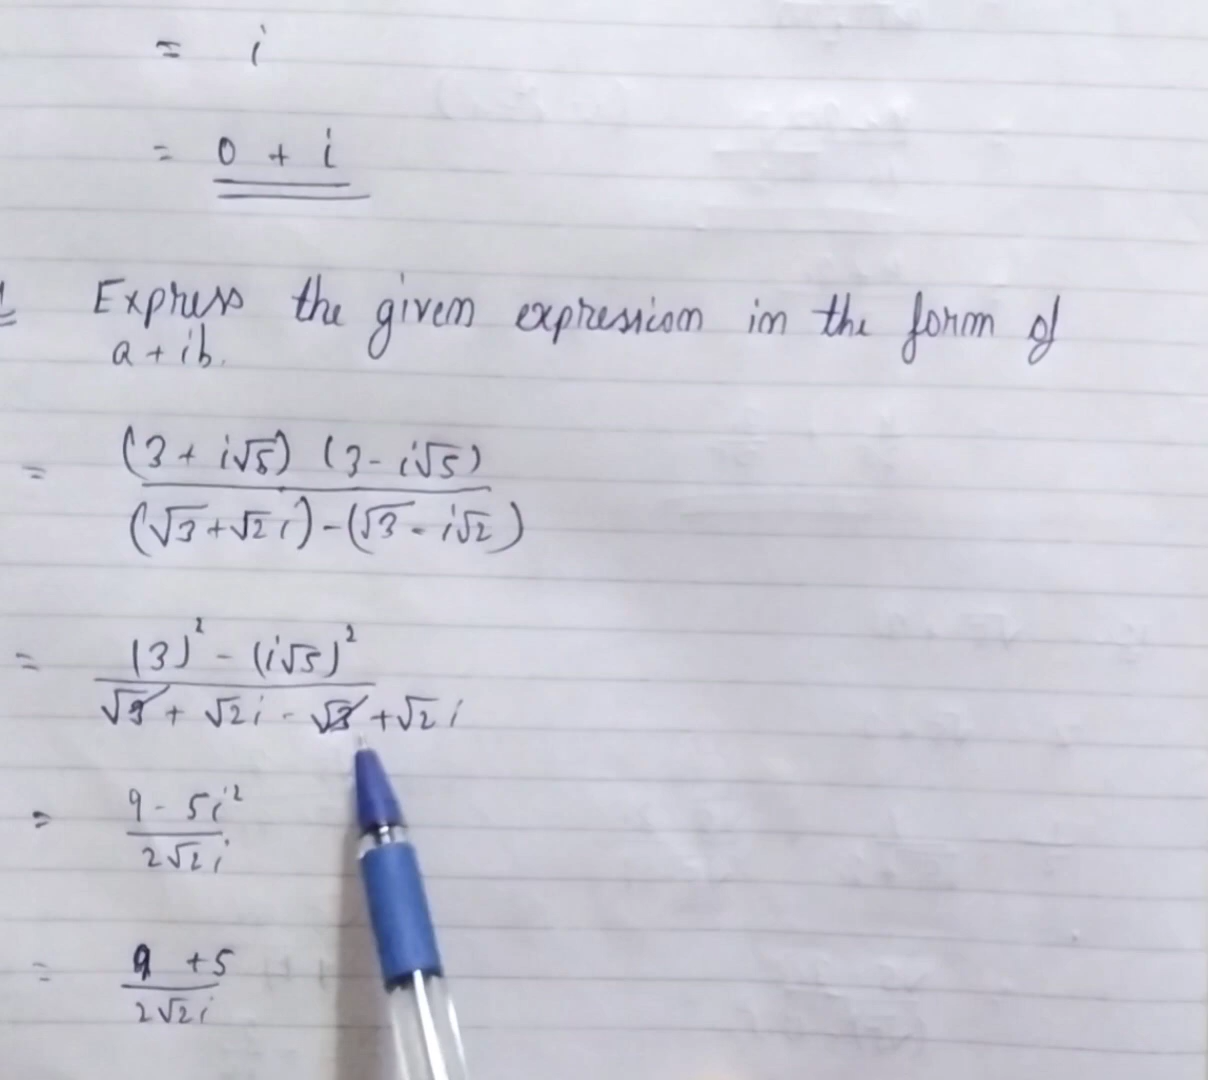 = i
= 0 + i
Express the given expression in the form of
a + ib.
= (3 + i√5) (3 - i√5)
(√3 + √2 i) - (√3 - i√2)
= (3)² - (i√5)²
√3 + √2 i - √3 + √2 i
= 9 - 5i²
2√2 i
= 9 + 5
2√2 i